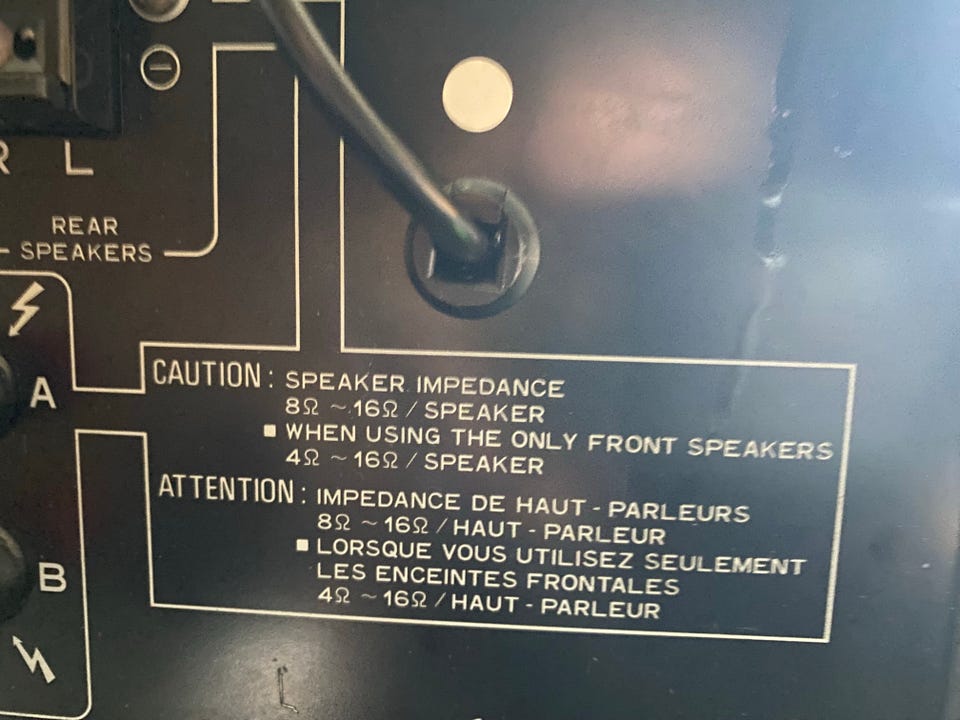 L
REAR
SPEAKERS
A
CAUTION : SPEAKER IMPEDANCE
8Ω ~ 16Ω / SPEAKER
■ WHEN USING THE ONLY FRONT SPEAKERS
4Ω ~ 16Ω / SPEAKER
ATTENTION : IMPEDANCE DE HAUT - PARLEURS
8Ω ~ 16Ω / HAUT - PARLEUR
■ LORSQUE VOUS UTILISEZ SEULEMENT
LES ENCEINTES FRONTALES
4Ω ~ 16Ω / HAUT - PARLEUR
B